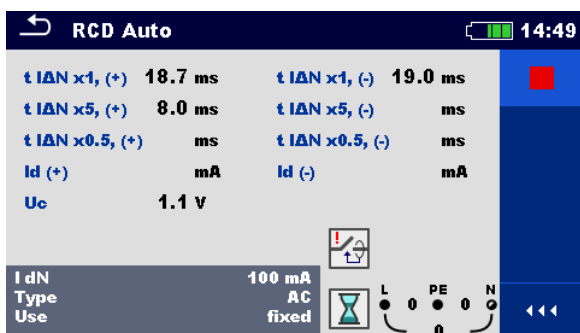 RCD Auto 14:49
t IΔN x1, (+) 18.7 ms t IΔN x1, (-) 19.0 ms
t IΔN x5, (+) 8.0 ms t IΔN x5, (-) ms
t IΔN x0.5, (+) ms t IΔN x0.5, (-) ms
Id (+) mA Id (-) mA
Uc 1.1 V
I dN 100 mA
Type AC
Use fixed
L PE N
0 0
0